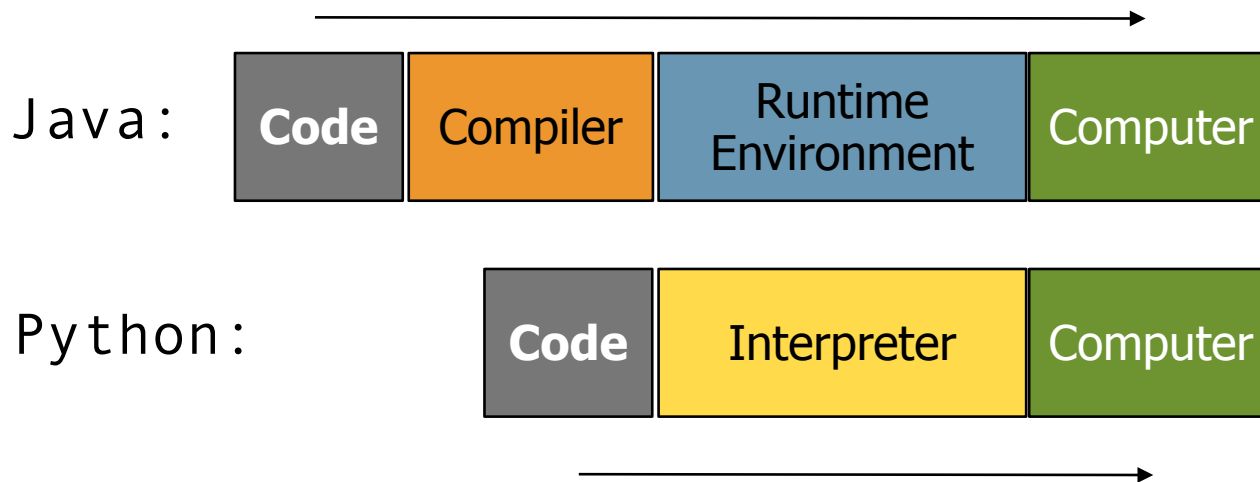 Java:
Code
Compiler
Runtime
Environment
Computer
Python:
Code
Interpreter
Computer